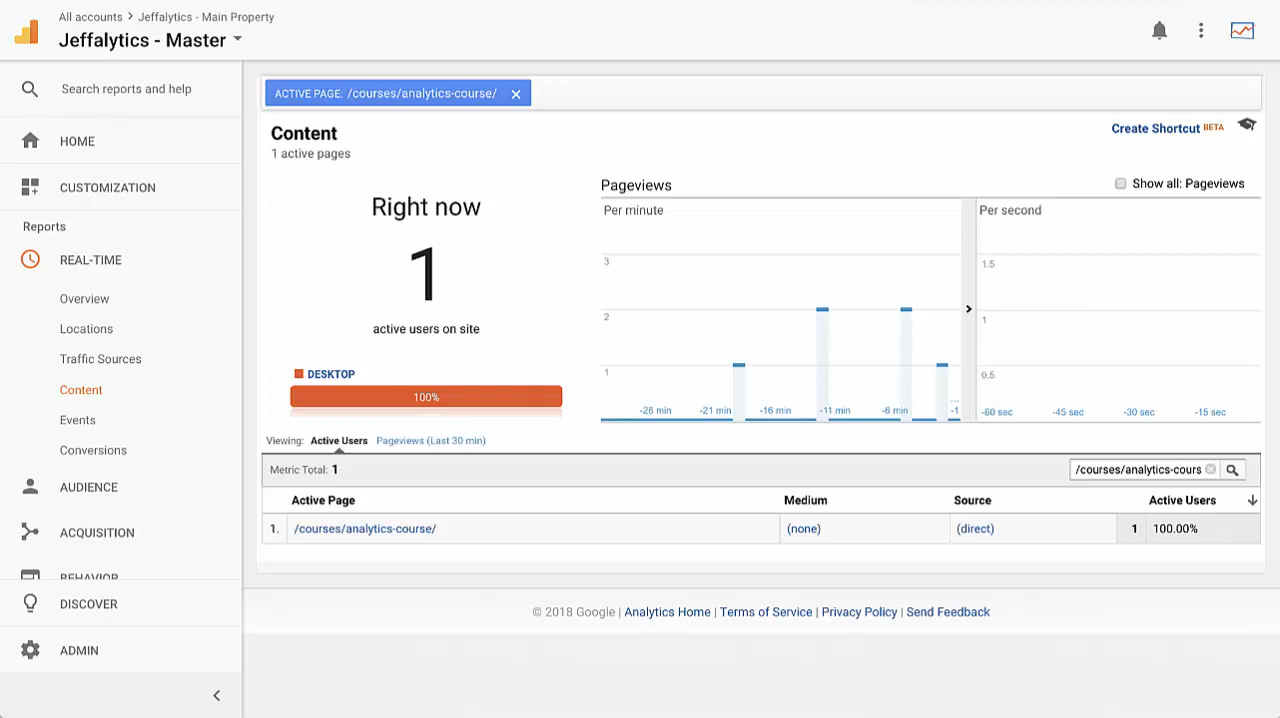 All accounts > Jeffalytics - Main Property
Jeffalytics - Master
Search reports and help
HOME
CUSTOMIZATION
Reports
REAL-TIME
Overview
Locations
Traffic Sources
Content
Events
Conversions
AUDIENCE
ACQUISITION
BEHAVIOR
DISCOVER
ADMIN
ACTIVE PAGE: /courses/analytics-course/
Content
1 active pages
Create Shortcut BETA
Right now
1
active users on site
DESKTOP
100%
Pageviews
Show all: Pageviews
Per minute
3
2
1
-26 min -21 min -16 min -11 min -6 min ... -1
Per second
1.5
1
0.5
-60 sec -45 sec -30 sec -15 sec
Viewing: Active Users Pageviews (Last 30 min)
Metric Total: 1
/courses/analytics-cours
Active Page Medium Source Active Users
1. /courses/analytics-course/ (none) (direct) 1 100.00%
© 2018 Google | Analytics Home | Terms of Service | Privacy Policy | Send Feedback